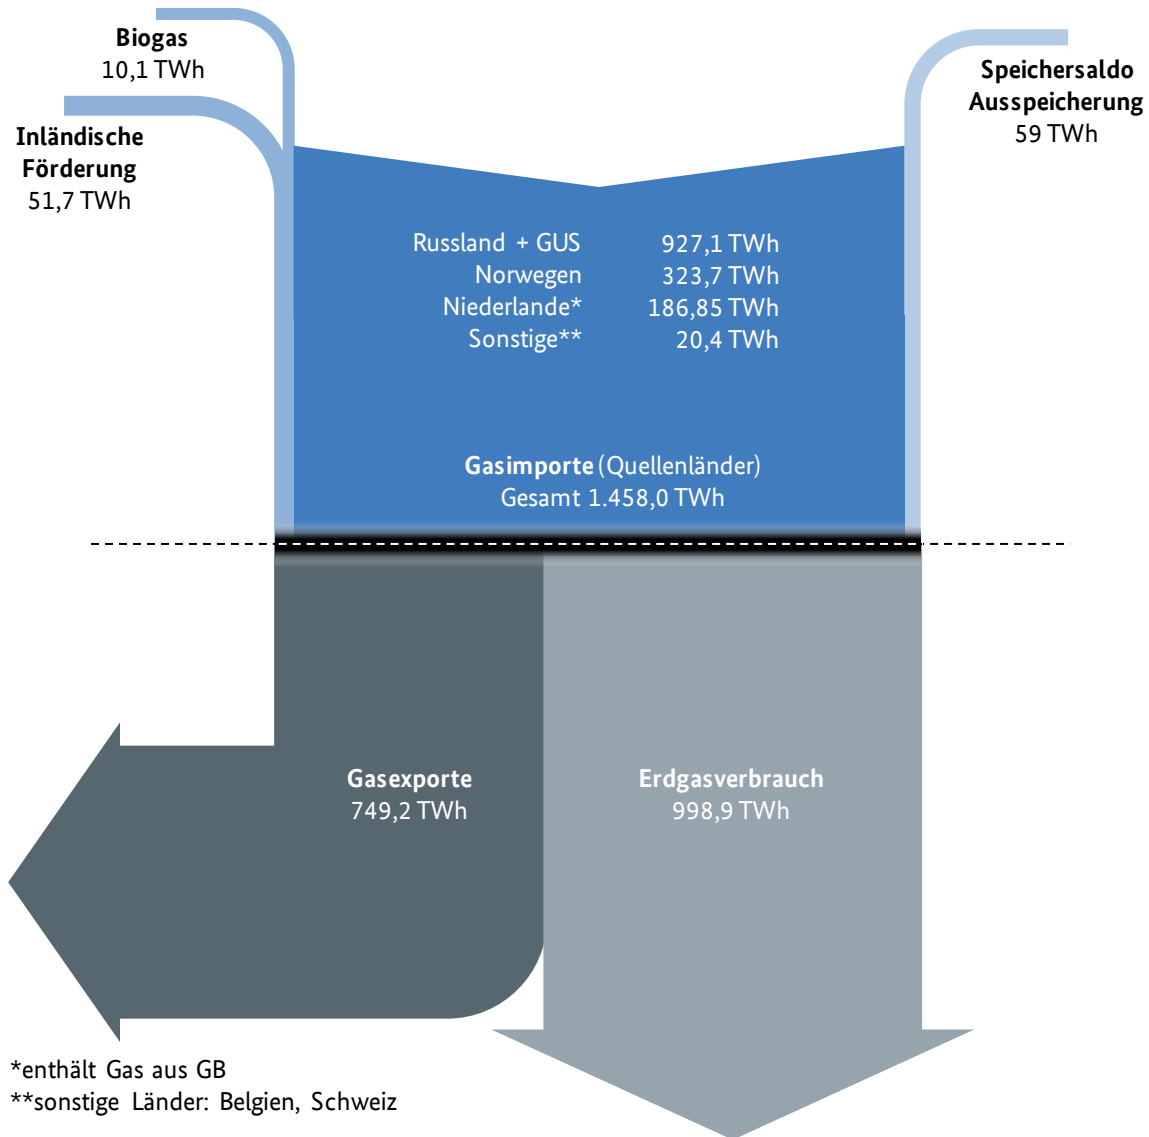 Biogas
10,1 TWh
Inländische
Förderung
51,7 TWh
Speichersaldo
Ausspeicherung
59 TWh
Russland + GUS 927,1 TWh
Norwegen 323,7 TWh
Niederlande* 186,85 TWh
Sonstige** 20,4 TWh
Gasimporte (Quellenländer)
Gesamt 1.458,0 TWh
Gasexporte
749,2 TWh
Erdgasverbrauch
998,9 TWh
*enthält Gas aus GB
**sonstige Länder: Belgien, Schweiz